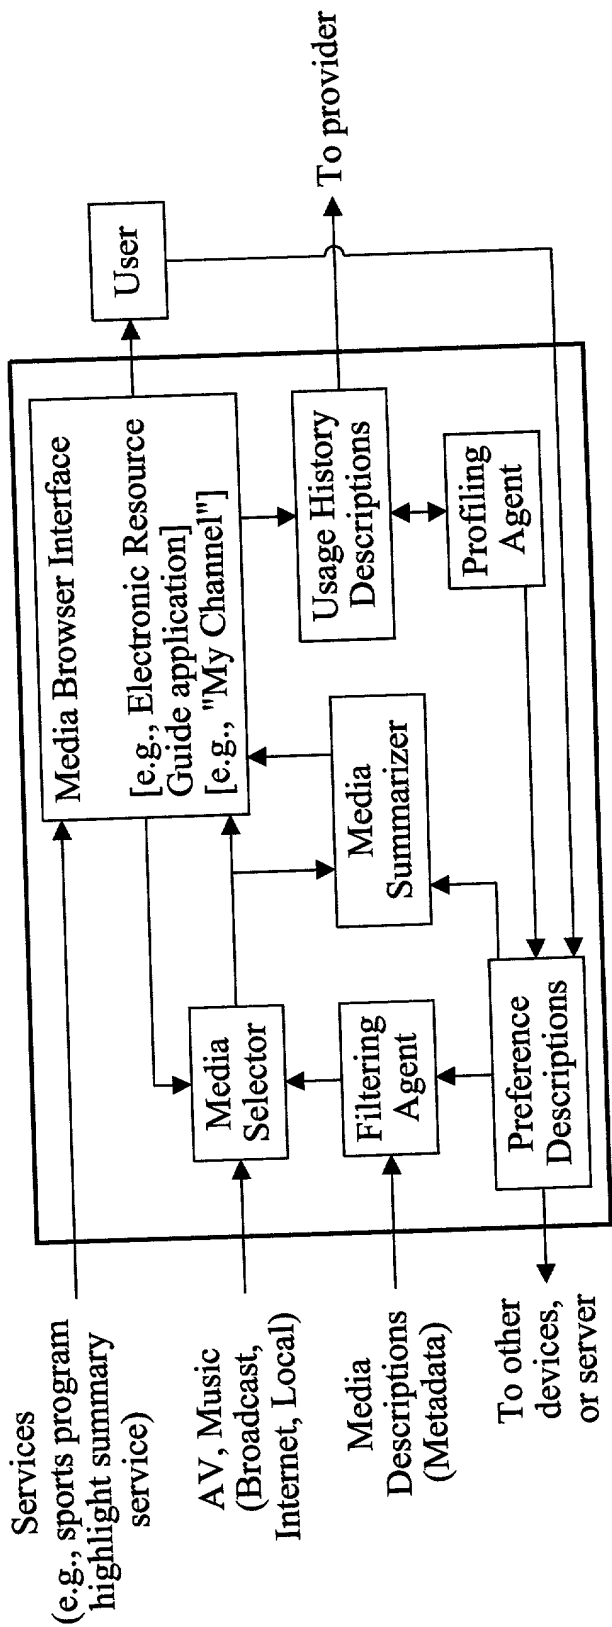 Services
(e.g., sports program
highlight summary
service)
AV, Music
(Broadcast,
Internet, Local)
Media
Descriptions
(Metadata)
To other
devices,
or server
Media
Selector
Filtering
Agent
Preference
Descriptions
Media
Summarizer
Media Browser Interface
[e.g., Electronic Resource
Guide application]
[e.g., "My Channel"]
Usage History
Descriptions
Profiling
Agent
User
To provider